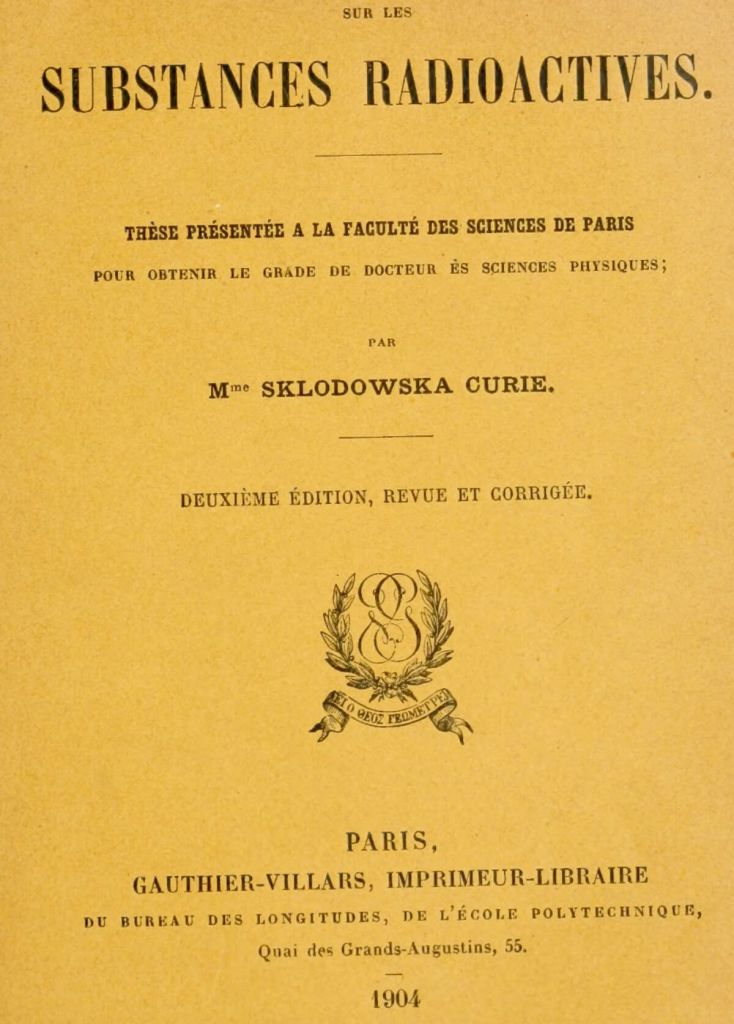 SUR LES
SUBSTANCES RADIOACTIVES.
THÈSE PRÉSENTÉE A LA FACULTÉ DES SCIENCES DE PARIS
POUR OBTENIR LE GRADE DE DOCTEUR ÈS SCIENCES PHYSIQUES;
PAR
Mme SKLODOWSKA CURIE.
DEUXIÈME ÉDITION, REVUE ET CORRIGÉE.
ΘΕΟΣ ΓΕΩΜΕΤΡΕΙ
PARIS,
GAUTHIER-VILLARS, IMPRIMEUR-LIBRAIRE
DU BUREAU DES LONGITUDES, DE L'ÉCOLE POLYTECHNIQUE,
Quai des Grands-Augustins, 55.
1904